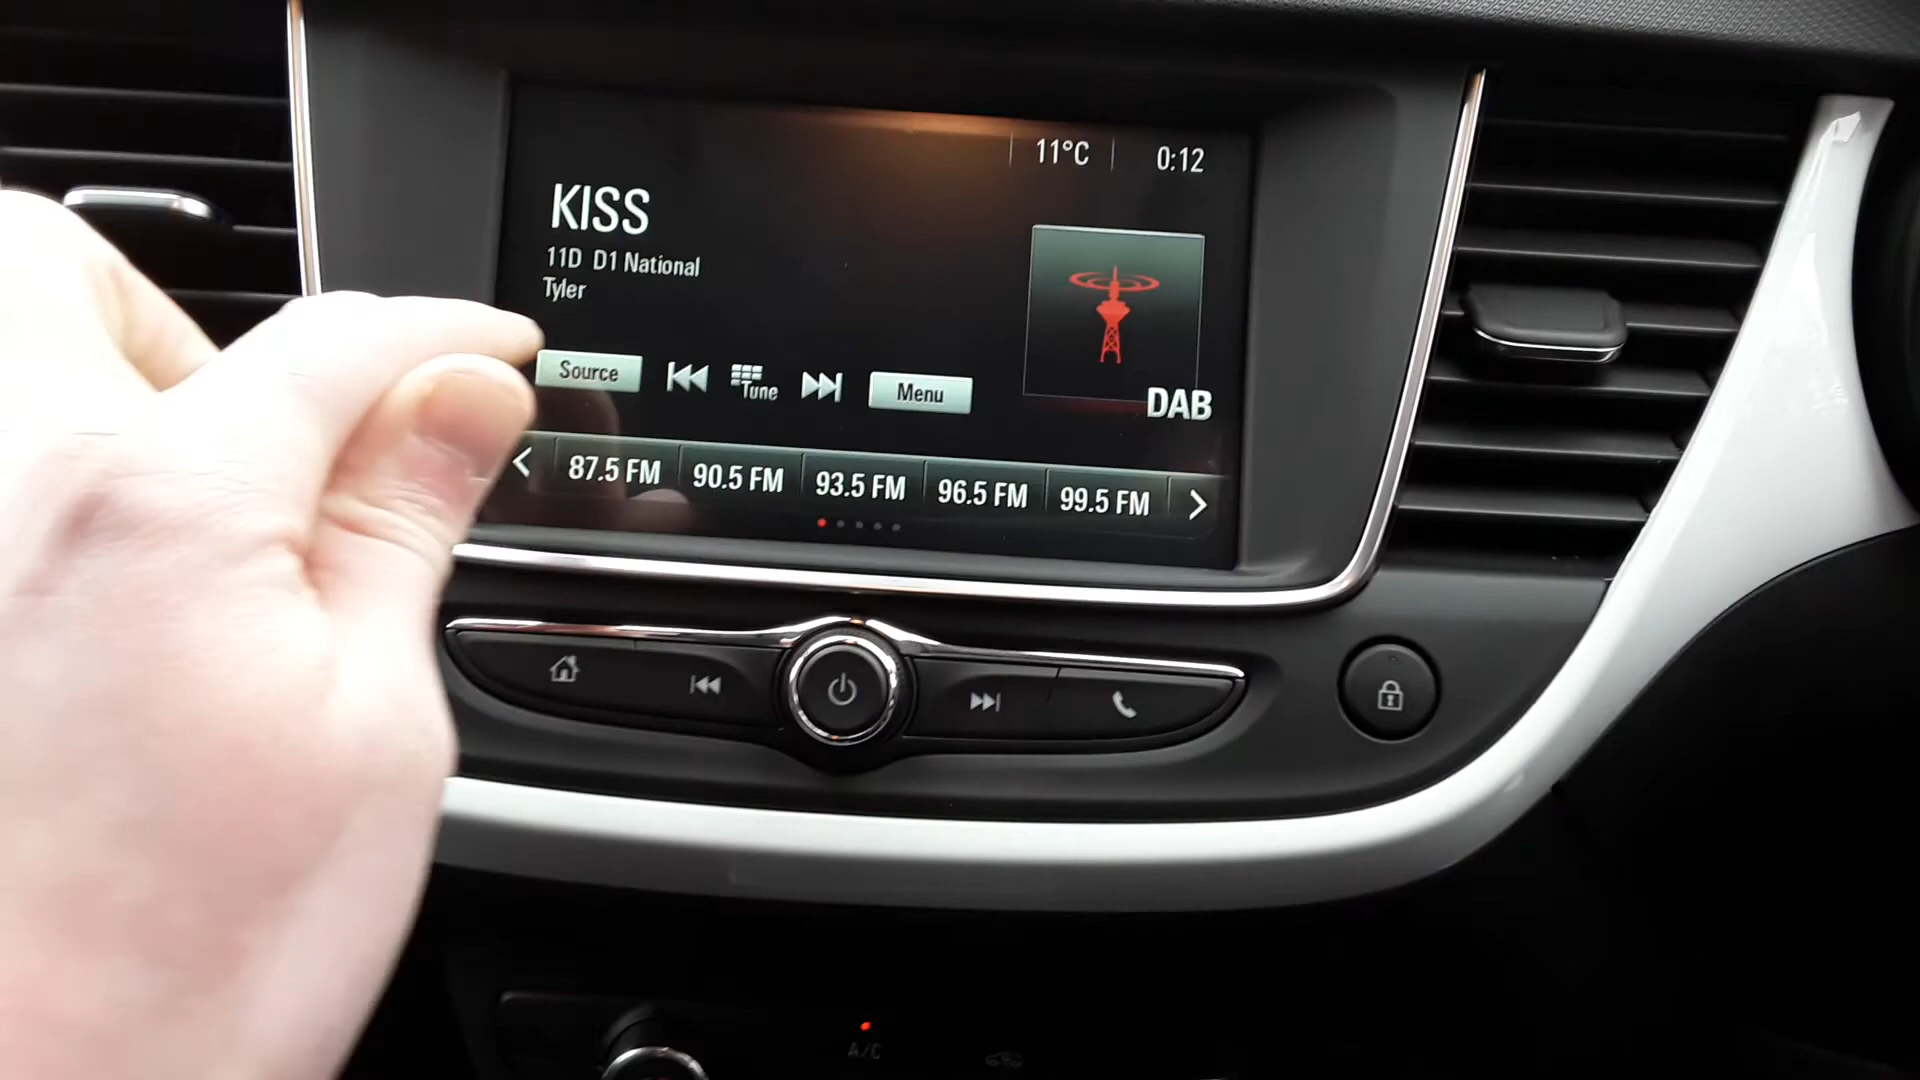 11°C 0:12
KISS
11D D1 National
Tyler
Source Tune Menu
DAB
87.5 FM 90.5 FM 93.5 FM 96.5 FM 99.5 FM
A/C